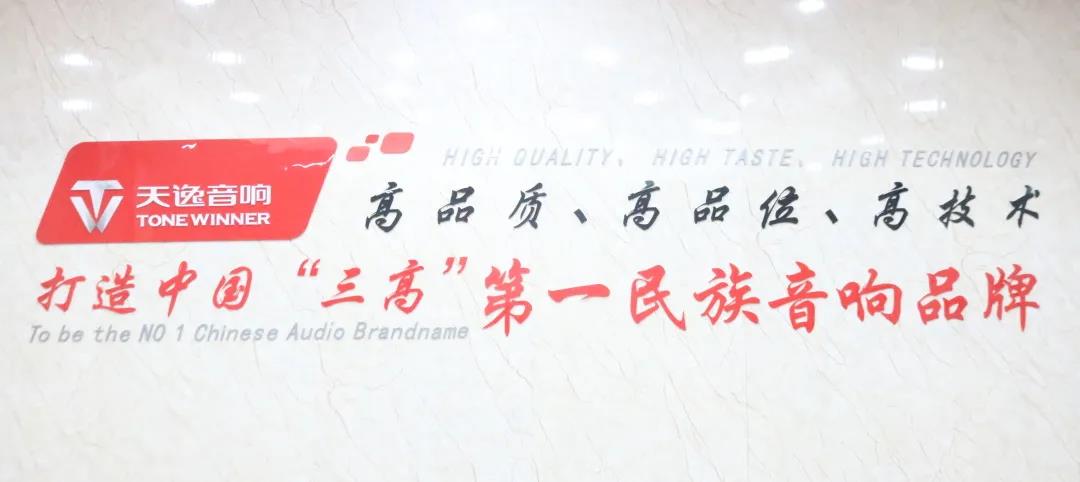 天逸音响
TONEWINNER
HIGH QUALITY、 HIGH TASTE、 HIGH TECHNOLOGY
高品质、高品位、高技术
打造中国“三高”第一民族音响品牌
To be the NO 1 Chinese Audio Brandname